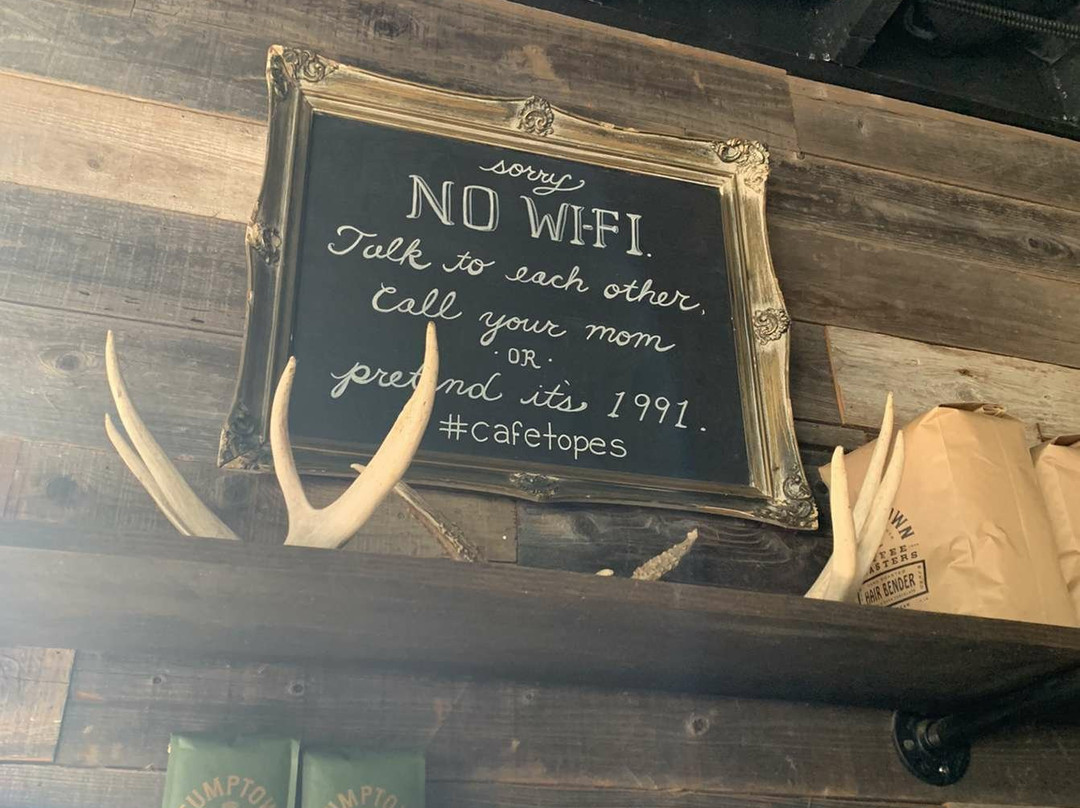 sorry
NO WI-FI.
Talk to each other,
Call your mom
· OR ·
pretend it's 1991.
#cafetopes
HAIR BENDER